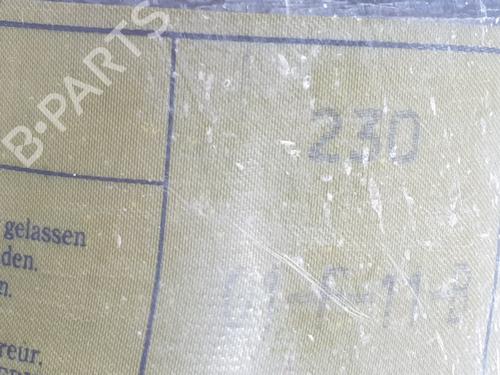 B-PARTS
230
gelassen
den.
n.
reur.